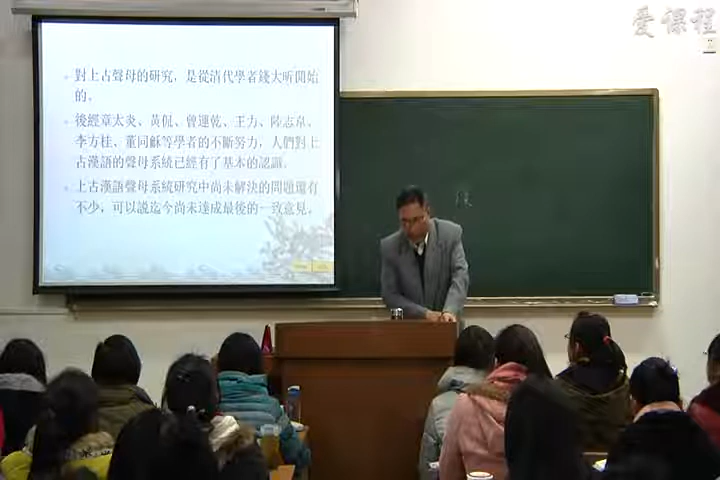 爱课程
對上古聲母的研究，是從清代學者錢大昕開始
的。
後經章太炎、黃侃、曾運乾、王力、陸志韋、
李方桂、董同龢等學者的不斷努力，人們對上
古漢語的聲母系統已經有了基本的認識。
上古漢語聲母系統研究中尚未解決的問題還有
不少，可以説迄今尚未達成最後的一致意見。